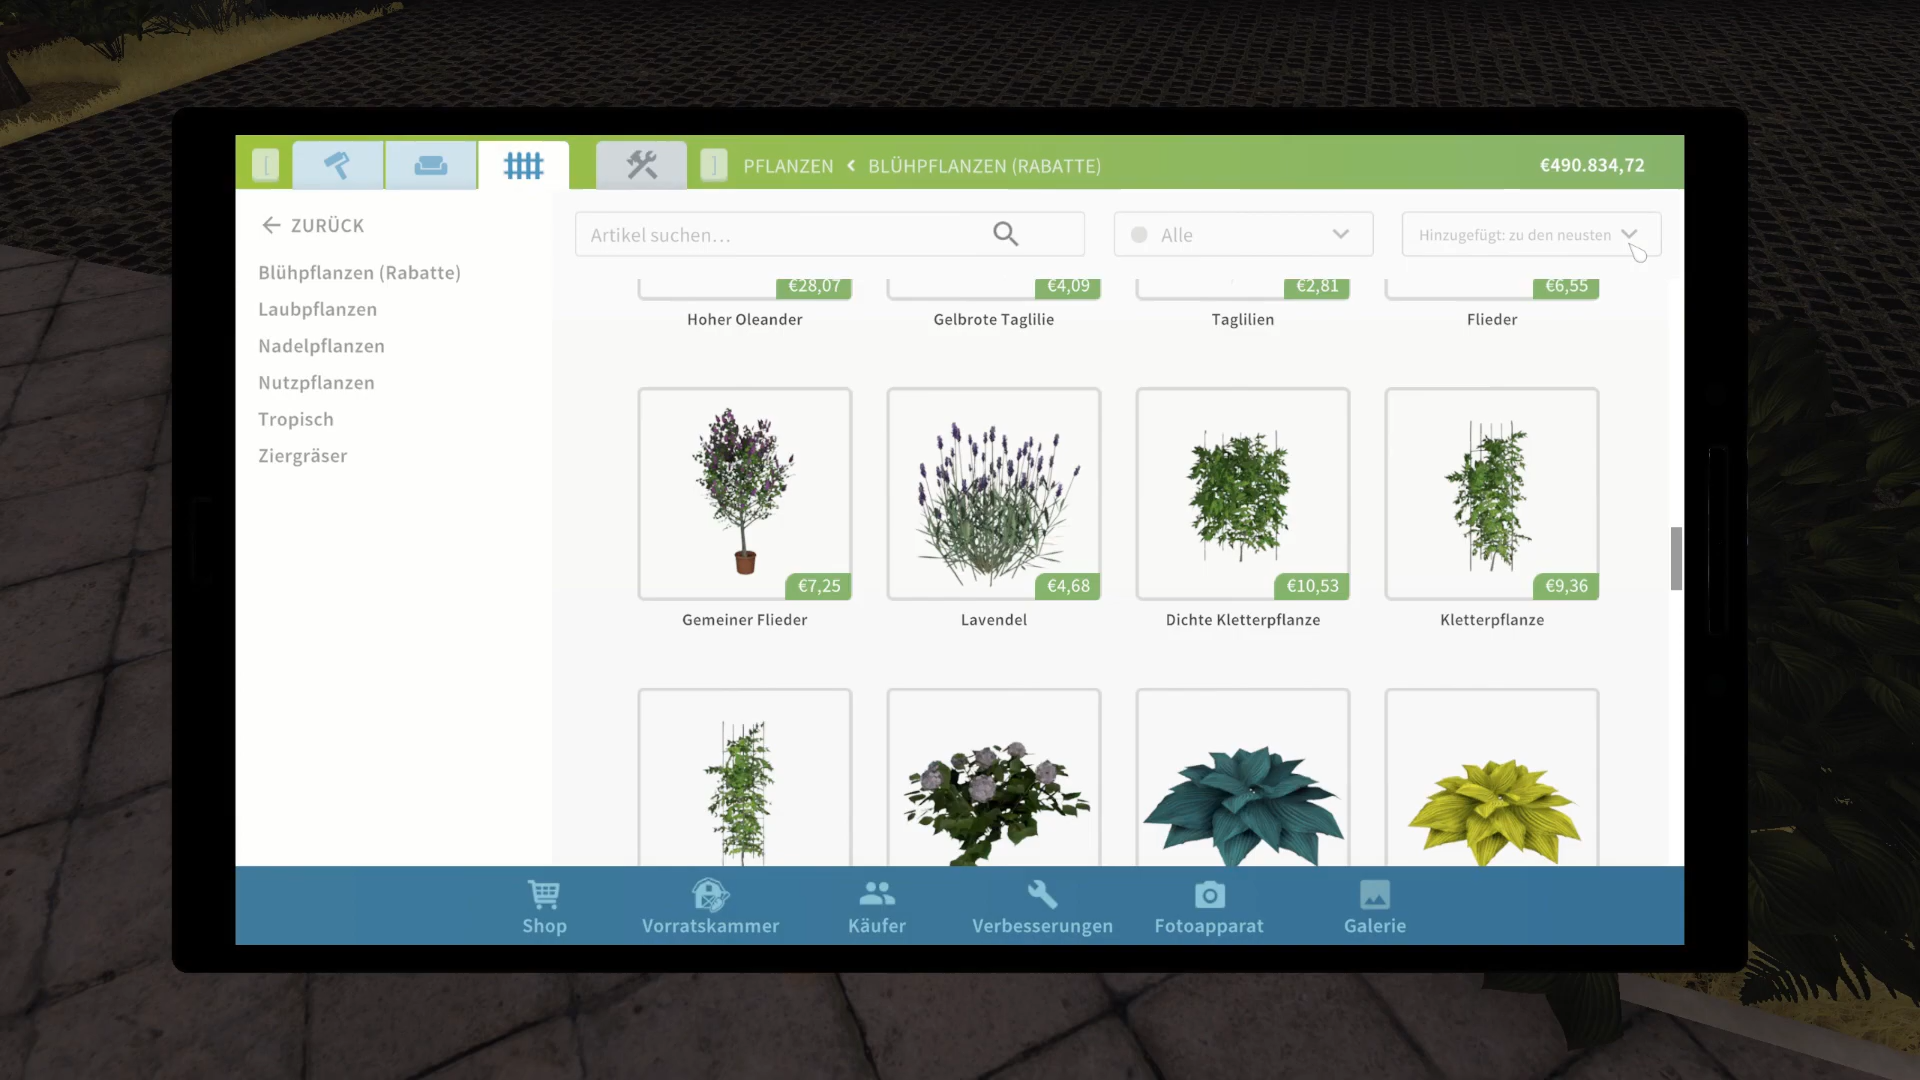 [
]
PFLANZEN < BLÜHPFLANZEN (RABATTE)
€490.834,72
ZURÜCK
Artikel suchen...
Alle
Hinzugefügt: zu den neusten
Blühpflanzen (Rabatte)
Laubpflanzen
Nadelpflanzen
Nutzpflanzen
Tropisch
Ziergräser
€28,07
€4,09
€2,81
€6,55
Hoher Oleander
Gelbrote Taglilie
Taglilien
Flieder
€7,25
€4,68
€10,53
€9,36
Gemeiner Flieder
Lavendel
Dichte Kletterpflanze
Kletterpflanze
Shop
Vorratskammer
Käufer
Verbesserungen
Fotoapparat
Galerie